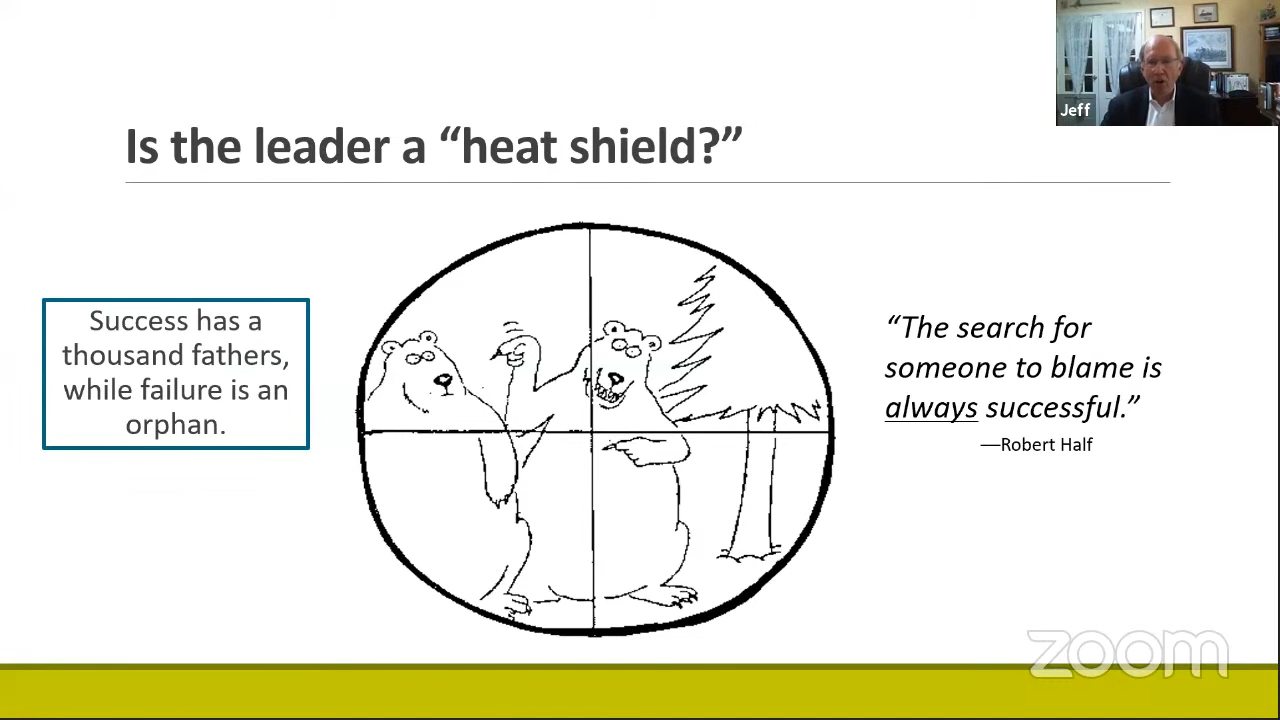 Jeff
Is the leader a “heat shield?”
Success has a
thousand fathers,
while failure is an
orphan.
“The search for
someone to blame is
always successful.”
—Robert Half
zoom